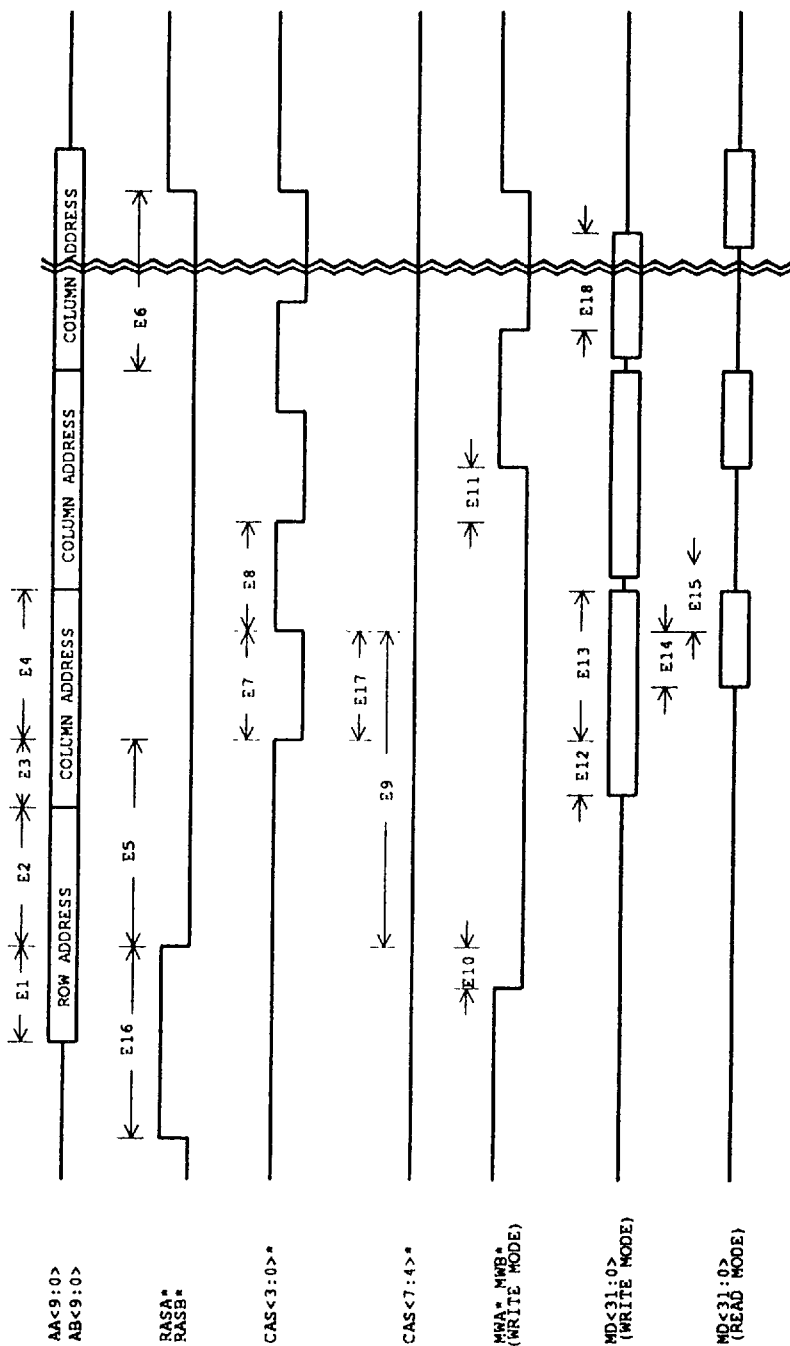 AA<9:0>
AB<9:0>
ROW ADDRESS
COLUMN ADDRESS
COLUMN ADDRESS
COLUMN ADDRESS
E1
E2
E3
E4
RASA*
RASB*
E16
E5
E6
CAS<3:0>*
E7
E8
CAS<7:4>*
E9
E17
MWA* MWB*
(WRITE MODE)
E10
E11
MD<31:0>
(WRITE MODE)
E12
E13
E18
MD<31:0>
(READ MODE)
E14
E15